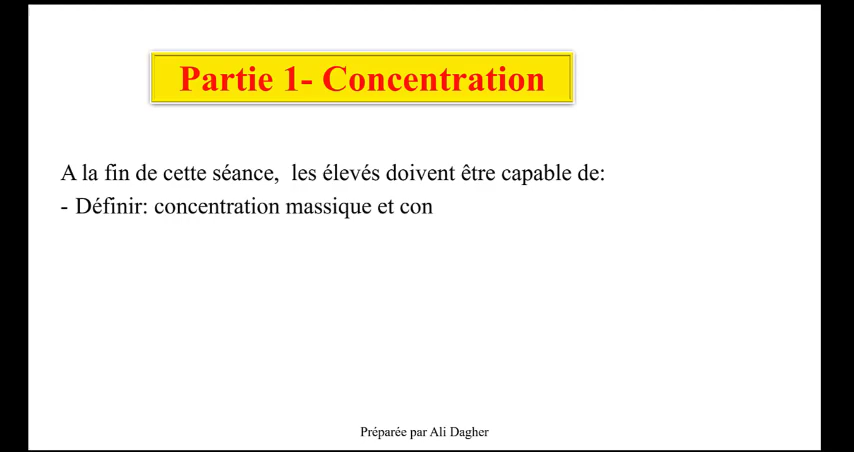 Partie 1- Concentration
A la fin de cette séance,  les élevés doivent être capable de:
- Définir: concentration massique et con
Préparée par Ali Dagher